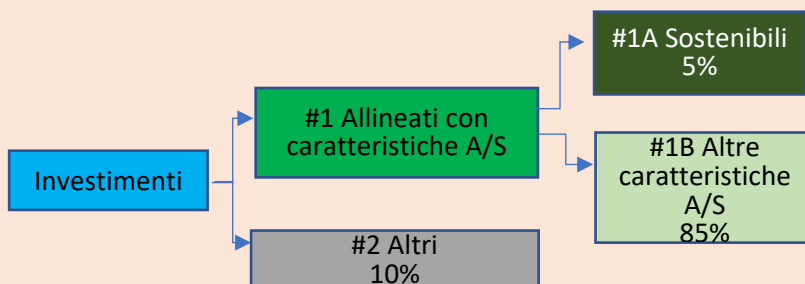 Investimenti
#1 Allineati con
caratteristiche A/S
#2 Altri
10%
#1A Sostenibili
5%
#1B Altre
caratteristiche
A/S
85%